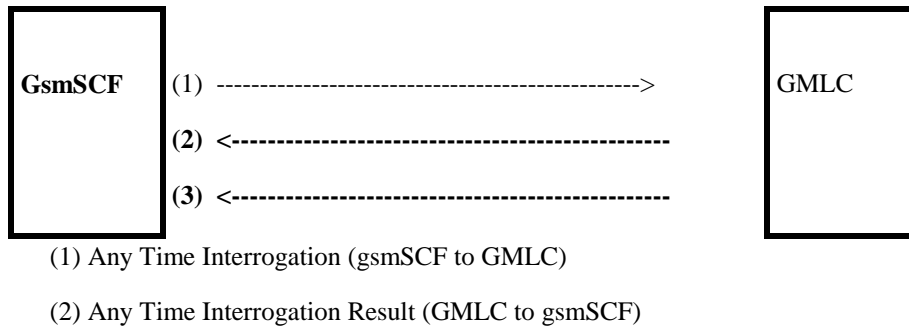 GsmSCF (1) -----------------------------------------------> GMLC
(2) <-------------------------------------------------
(3) <-------------------------------------------------
(1) Any Time Interrogation (gsmSCF to GMLC)
(2) Any Time Interrogation Result (GMLC to gsmSCF)